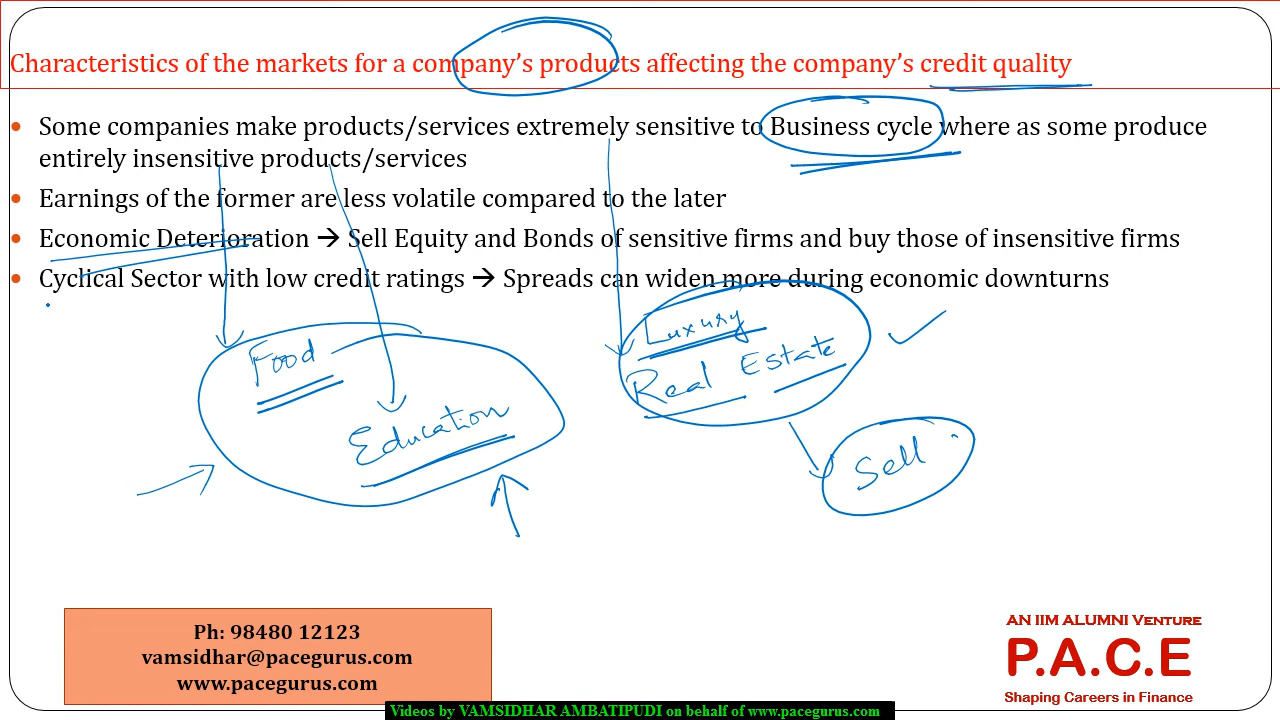 Characteristics of the markets for a company's products affecting the company's credit quality
• Some companies make products/services extremely sensitive to Business cycle where as some produce
entirely insensitive products/services
• Earnings of the former are less volatile compared to the later
• Economic Deterioration → Sell Equity and Bonds of sensitive firms and buy those of insensitive firms
• Cyclical Sector with low credit ratings → Spreads can widen more during economic downturns
Food
Education
Luxury
Real Estate
Sell
Ph: 98480 12123
vamsidhar@pacegurus.com
www.pacegurus.com
AN IIM ALUMNI VENTURE
P.A.C.E
Shaping Careers in Finance
Videos by VAMSIDHAR AMBATIPUDI on behalf of www.pacegurus.com